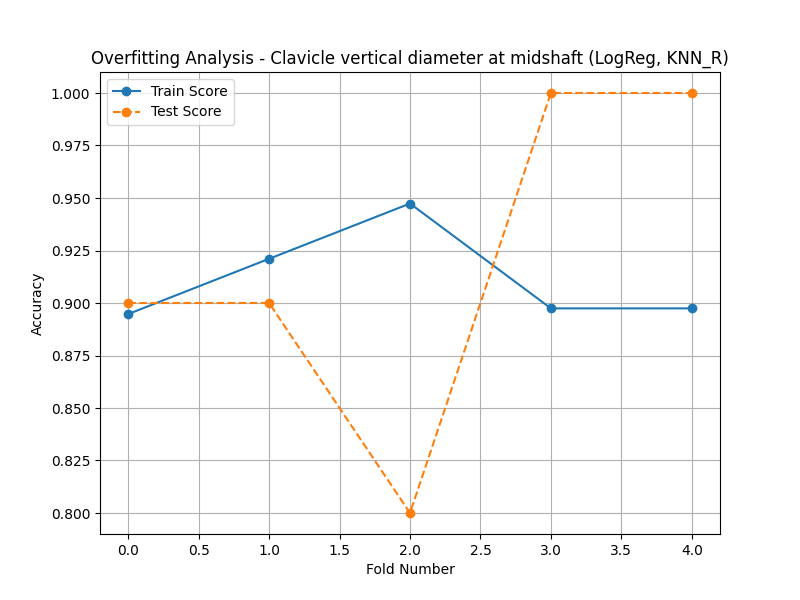 Overfitting Analysis - Clavicle vertical diameter at midshaft (LogReg, KNN_R)
Train Score
Test Score
1.000
0.975
0.950
0.925
0.900
0.875
0.850
0.825
0.800
Accuracy
0.0 0.5 1.0 1.5 2.0 2.5 3.0 3.5 4.0
Fold Number